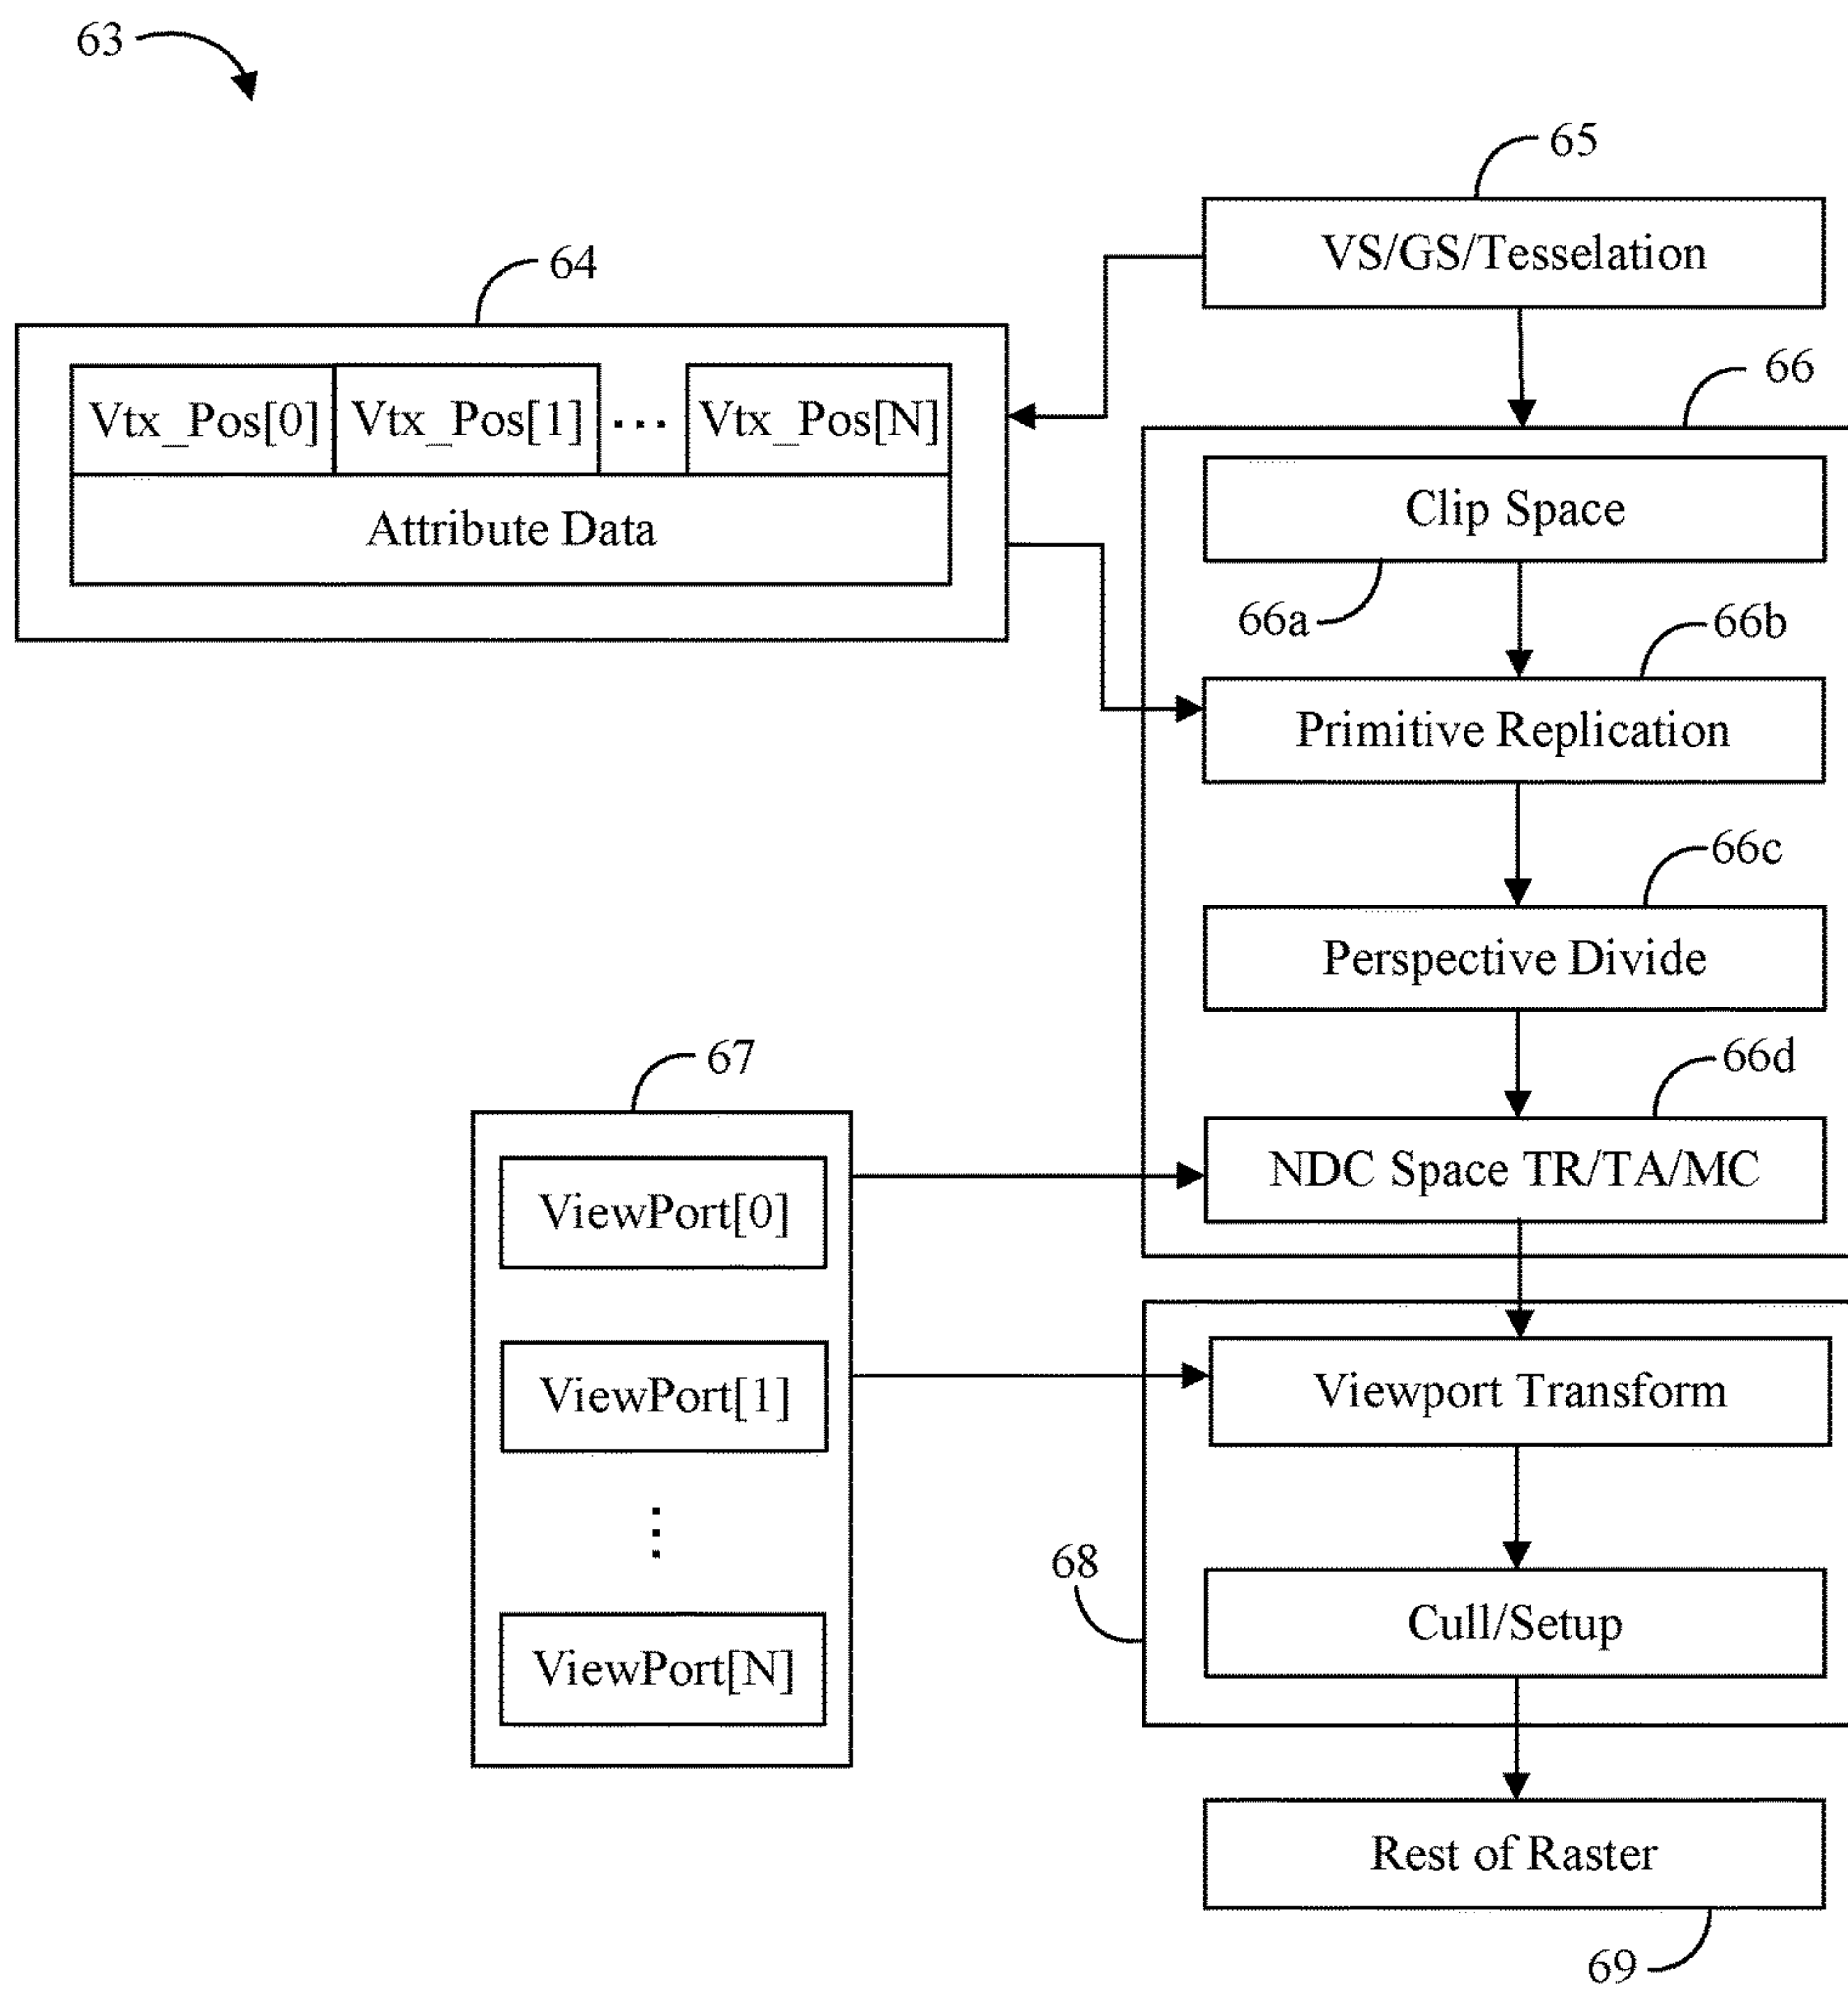 63
65
VS/GS/Tesselation
64
66
Vtx_Pos[0]
Vtx_Pos[1]
...
Vtx_Pos[N]
Attribute Data
Clip Space
66a
66b
Primitive Replication
66c
Perspective Divide
67
66d
ViewPort[0]
NDC Space TR/TA/MC
ViewPort[1]
Viewport Transform
...
68
ViewPort[N]
Cull/Setup
Rest of Raster
69